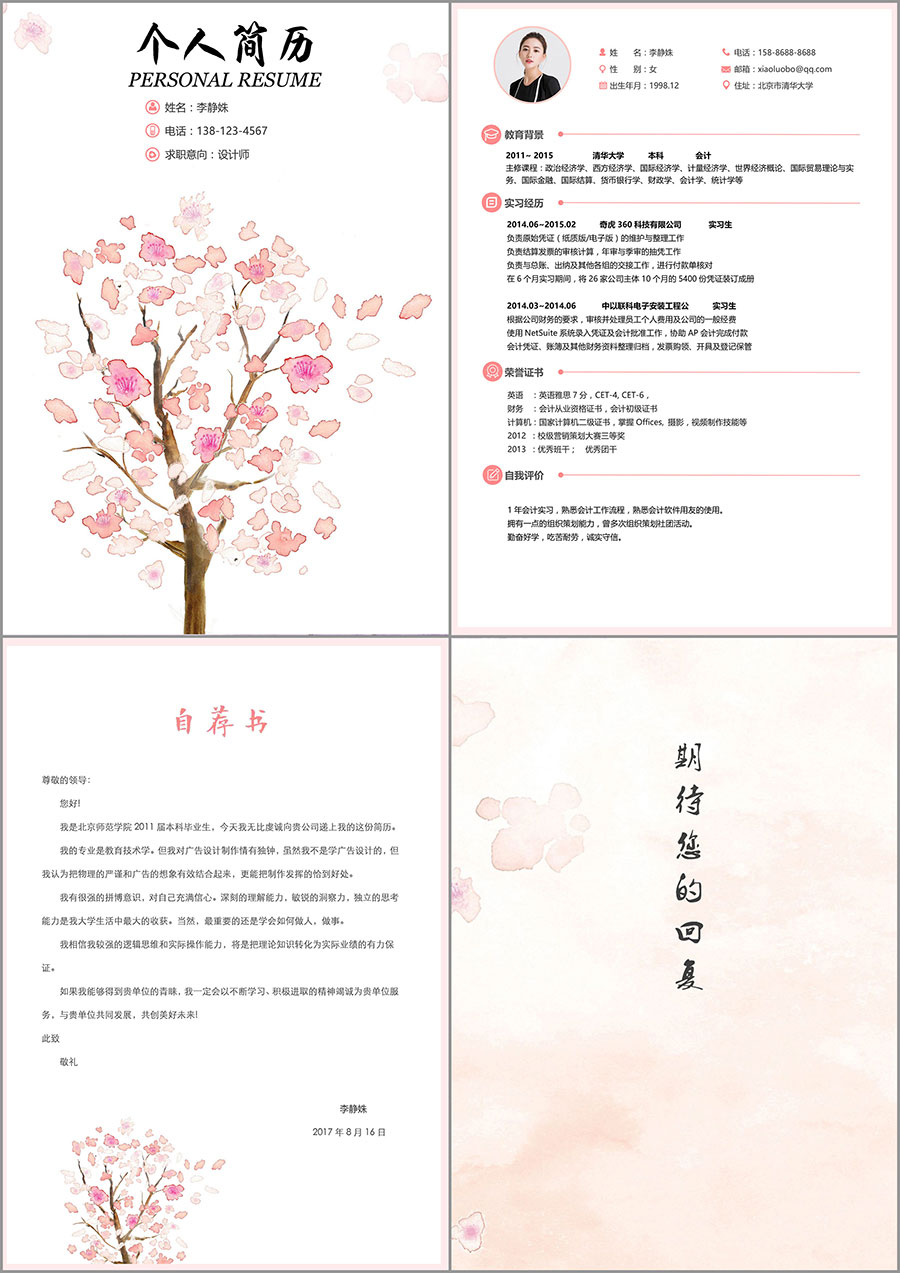 个人简历
PERSONAL RESUME
姓名：李静姝
电话：138-123-4567
求职意向：设计师
姓　　名：李静姝
电话：158-8688-8688
性　　别：女
邮箱：xiaoluobo@qq.com
出生年月：1998.12
住址：北京市清华大学
教育背景
2011~ 2015　　清华大学　　本科　　会计
主修课程：政治经济学、西方经济学、国际经济学、计量经济学、世界经济概论、国际贸易理论与实
务、国际金融、国际结算、货币银行学、财政学、会计学、统计学等
实习经历
2014.06~2015.02　　奇虎 360 科技有限公司　　实习生
负责原始凭证（纸质版/电子版）的维护与整理工作
负责结算发票的审核计算，年审与季审的抽凭工作
负责与总账、出纳及其他各组的交接工作，进行付款单核对
在 6 个月实习期间，将 26 家公司主体 10 个月的 5400 份凭证装订成册
2014.03~2014.06　　中以联科电子安装工程公　　实习生
根据公司财务的要求，审核并处理员工个人费用及公司的一般经费
使用 NetSuite 系统录入凭证及会计批准工作，协助 AP 会计完成付款
会计凭证、账簿及其他财务资料整理归档，发票购领、开具及登记保管
荣誉证书
英语　：英语雅思 7 分，CET-4, CET-6 ，
财务　：会计从业资格证书，会计初级证书
计算机：国家计算机二级证书，掌握 Offices, 摄影，视频制作技能等
2012　：校级营销策划大赛三等奖
2013　：优秀班干；　优秀团干
自我评价
1 年会计实习，熟悉会计工作流程，熟悉会计软件用友的使用。
拥有一点的组织策划能力，曾多次组织策划社团活动。
勤奋好学，吃苦耐劳，诚实守信。
自荐书
尊敬的领导：
您好!
我是北京师范学院 2011 届本科毕业生，今天我无比虔诚向贵公司递上我的这份简历。
我的专业是教育技术学。但我对广告设计制作情有独钟，虽然我不是学广告设计的，但
我认为把物理的严谨和广告的想象有效结合起来，更能把制作发挥的恰到好处。
我有很强的拼博意识，对自己充满信心。深刻的理解能力，敏锐的洞察力，独立的思考
能力是我大学生活中最大的收获。当然，最重要的还是学会如何做人，做事。
我相信我较强的逻辑思维和实际操作能力，将是把理论知识转化为实际业绩的有力保
证。
如果我能够得到贵单位的青睐，我一定会以不断学习、积极进取的精神竭诚为贵单位服
务，与贵单位共同发展，共创美好未来!
此致
敬礼
李静姝
2017 年 8 月 16 日
期待您的回复